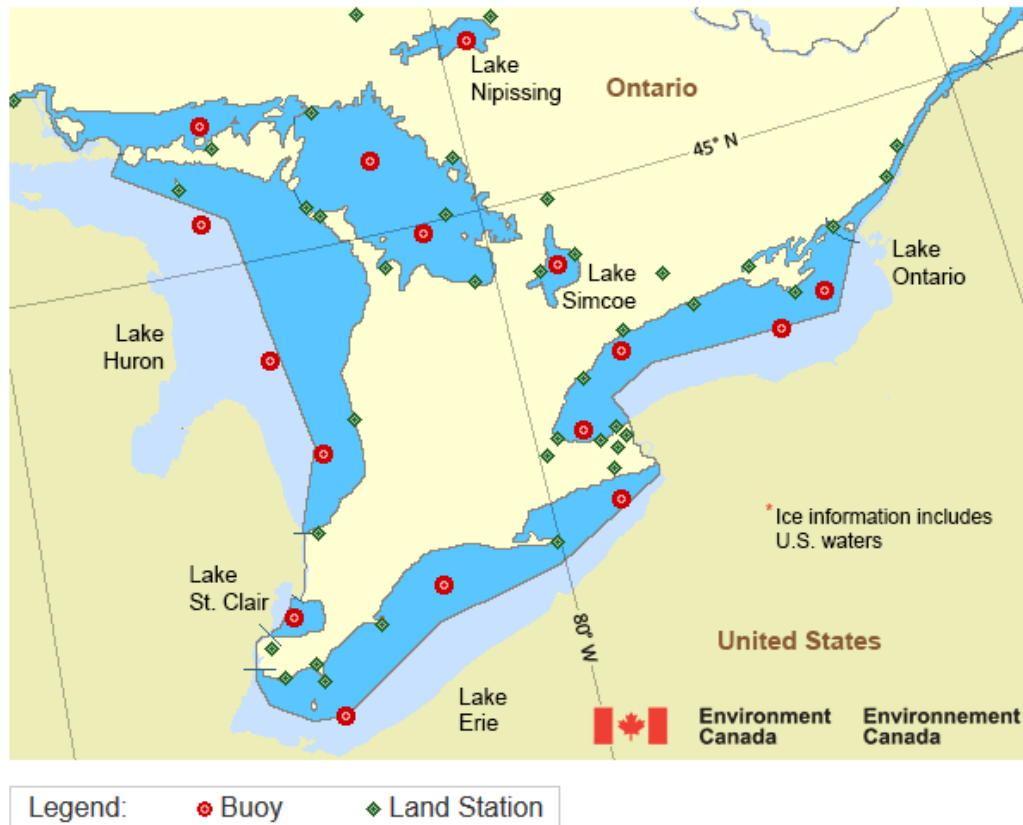 Lake
Nipissing
Ontario
45° N
Lake
Simcoe
Lake
Ontario
Lake
Huron
* Ice information includes
U.S. waters
Lake
St. Clair
80° W
United States
Lake
Erie
Environment
Canada
Environnement
Canada
Legend:
Buoy
Land Station